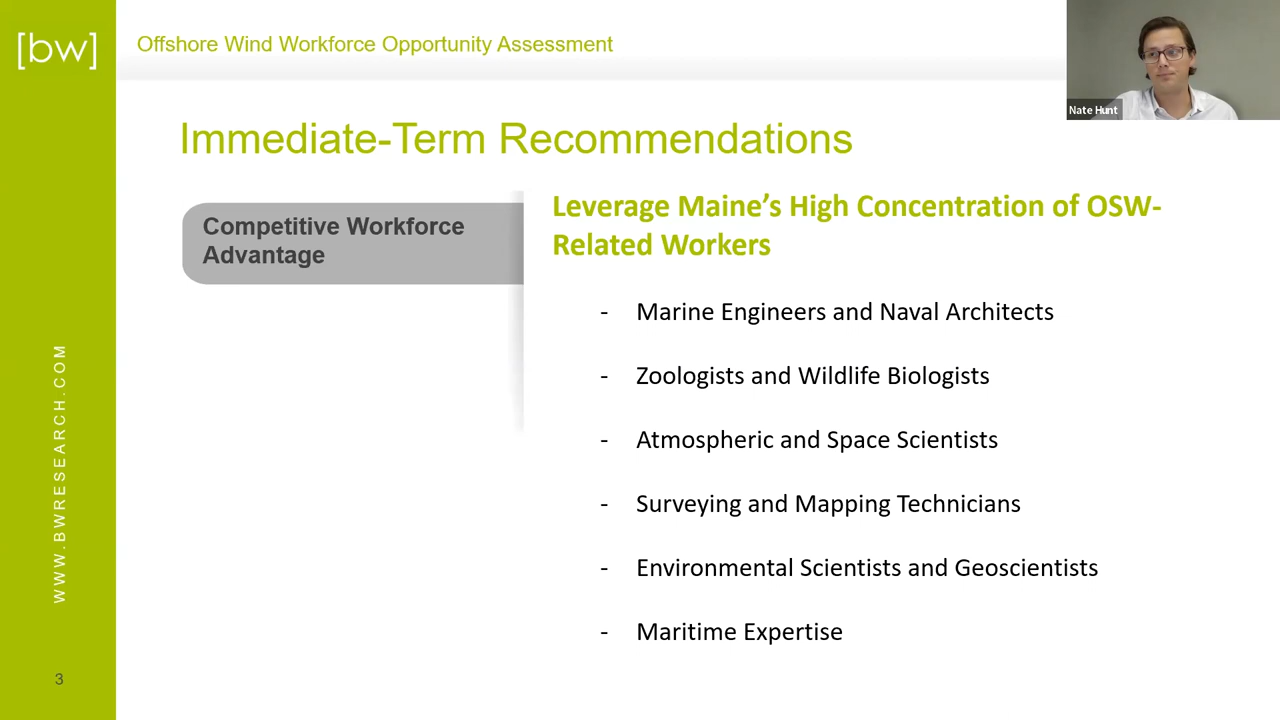 [bw]
Offshore Wind Workforce Opportunity Assessment
Nate Hunt
Immediate-Term Recommendations
Competitive Workforce
Advantage
Leverage Maine’s High Concentration of OSW-
Related Workers
- Marine Engineers and Naval Architects
- Zoologists and Wildlife Biologists
- Atmospheric and Space Scientists
- Surveying and Mapping Technicians
- Environmental Scientists and Geoscientists
- Maritime Expertise
WWW.BWRESEARCH.COM
3